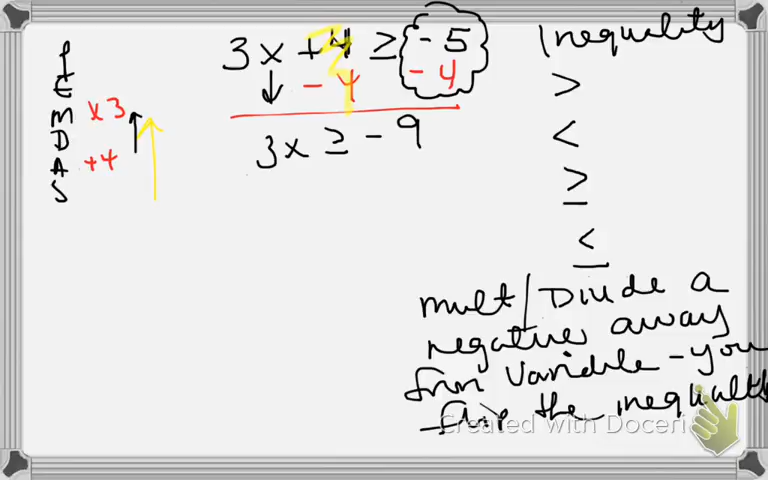 3x + 4 ≥ - 5
- 4 - 4
3x ≥ - 9
P
E
M x3
D
A +4
S
Inequality
>
<
≥
≤
mult/Divide a
negative away
from variable - you
flip the inequality
Created with Doceri